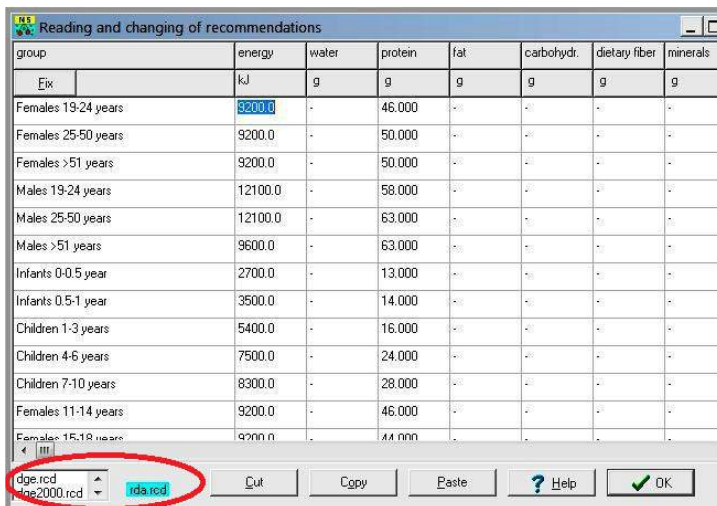 NS Reading and changing of recommendations
group energy water protein fat carbohydr. dietary fiber minerals
Fix kJ g g g g g g
Females 19-24 years 9200.0 - 46.000 - - - -
Females 25-50 years 9200.0 - 50.000 - - - -
Females >51 years 9200.0 - 50.000 - - - -
Males 19-24 years 12100.0 - 58.000 - - - -
Males 25-50 years 12100.0 - 63.000 - - - -
Males >51 years 9600.0 - 63.000 - - - -
Infants 0-0.5 year 2700.0 - 13.000 - - - -
Infants 0.5-1 year 3500.0 - 14.000 - - - -
Children 1-3 years 5400.0 - 16.000 - - - -
Children 4-6 years 7500.0 - 24.000 - - - -
Children 7-10 years 8300.0 - 28.000 - - - -
Females 11-14 years 9200.0 - 46.000 - - - -
Females 15-18 years 9200.0 - 44.000 - - - -
dge.rcd
dge2000.rcd rda.rcd Cut Copy Paste ? Help OK